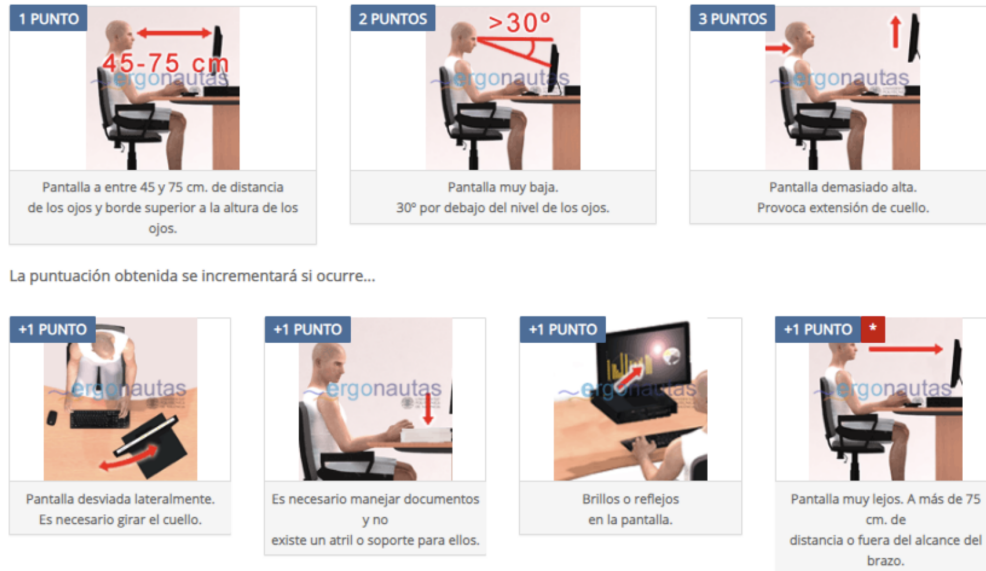 1 PUNTO
2 PUNTOS
3 PUNTOS
45-75 cm
>30º
ergonautas
ergonautas
ergonautas
Pantalla a entre 45 y 75 cm. de distancia
de los ojos y borde superior a la altura de los
ojos.
Pantalla muy baja.
30º por debajo del nivel de los ojos.
Pantalla demasiado alta.
Provoca extensión de cuello.
La puntuación obtenida se incrementará si ocurre...
+1 PUNTO
+1 PUNTO
+1 PUNTO
+1 PUNTO *
ergonautas
ergonautas
ergonautas
ergonautas
Pantalla desviada lateralmente.
Es necesario girar el cuello.
Es necesario manejar documentos
y no
existe un atril o soporte para ellos.
Brillos o reflejos
en la pantalla.
Pantalla muy lejos. A más de 75
cm. de
distancia o fuera del alcance del
brazo.